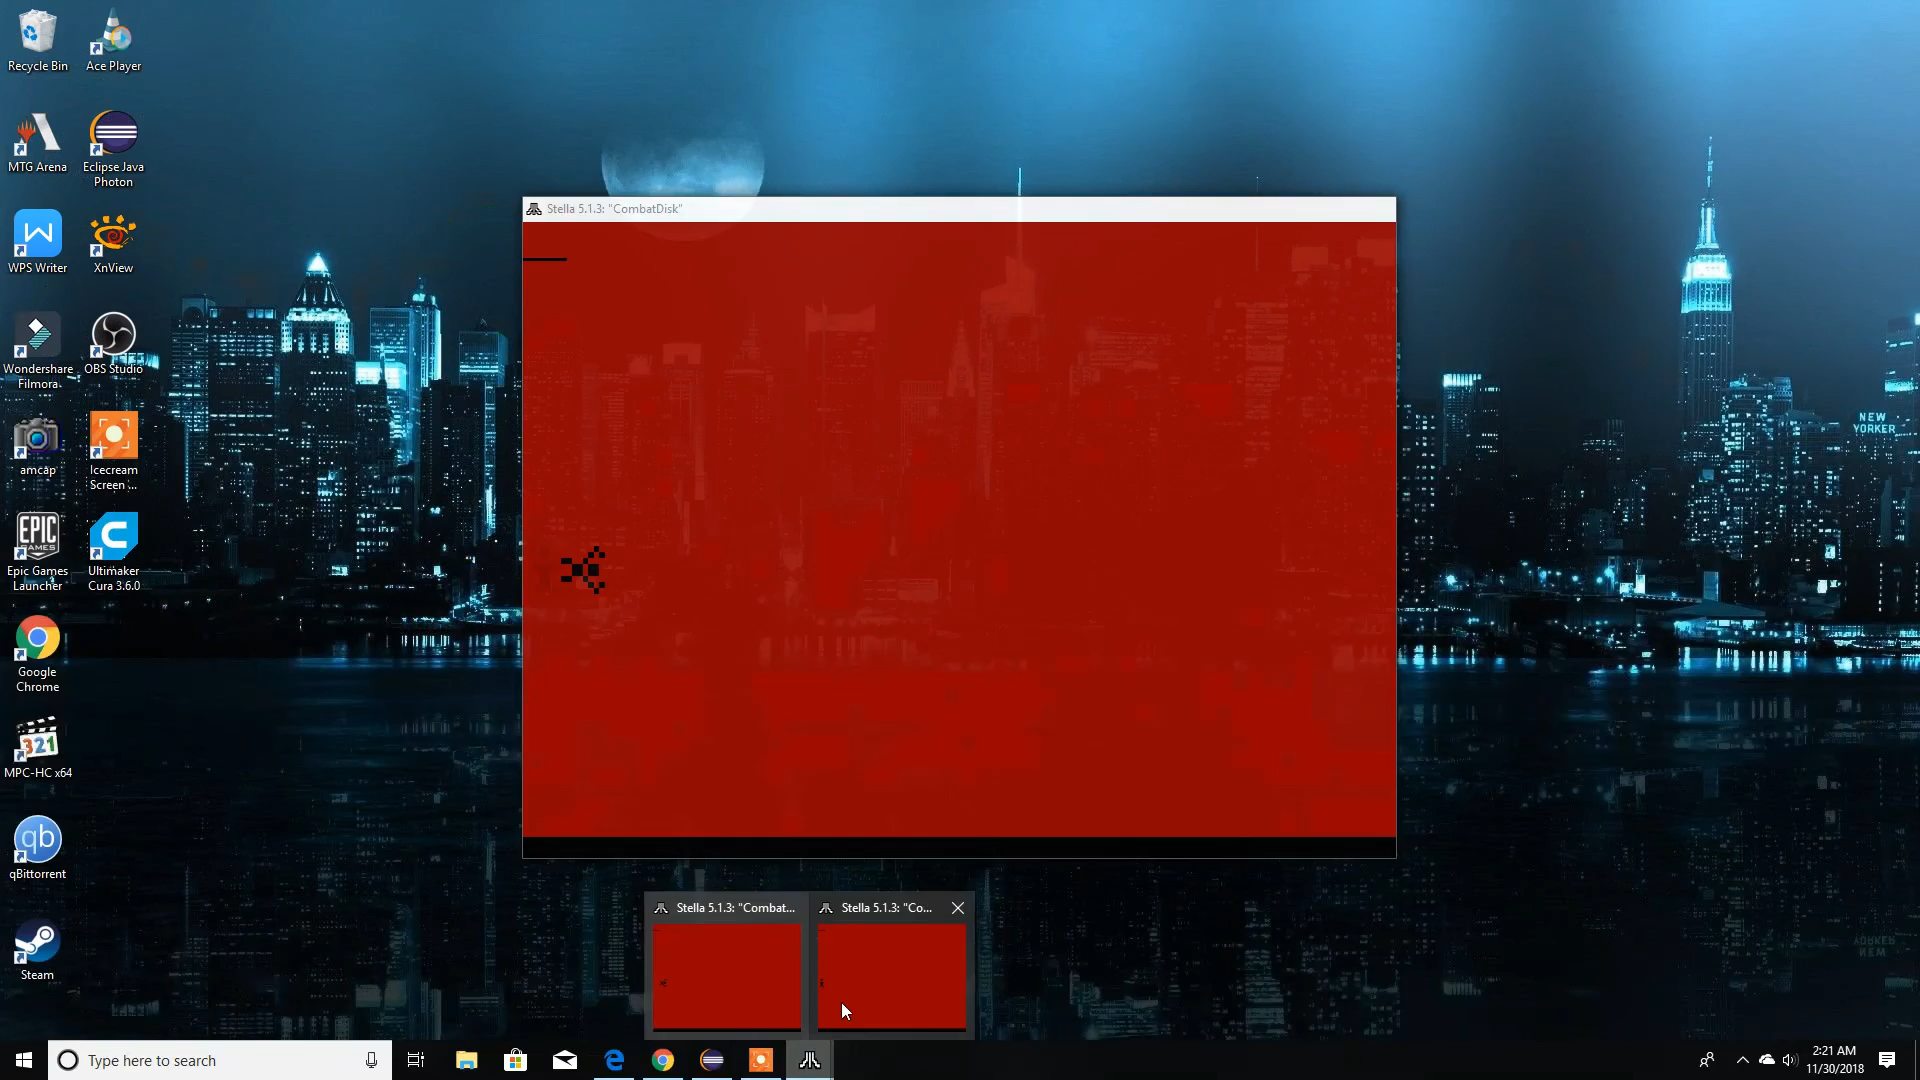 Recycle Bin
Ace Player
MTG Arena
Eclipse Java
Photon
WPS Writer
XnView
Wondershare
Filmora
OBS Studio
amcap
Icecream
Screen ...
EPIC
GAMES
Epic Games
Launcher
Ultimaker
Cura 3.6.0
Google
Chrome
321
MPC-HC x64
qb
qBittorrent
Steam
Stella 5.1.3: "CombatDisk"
NEW
YORKER
Stella 5.1.3: "Combat...
Stella 5.1.3: "Co...
Type here to search
2:21 AM
11/30/2018